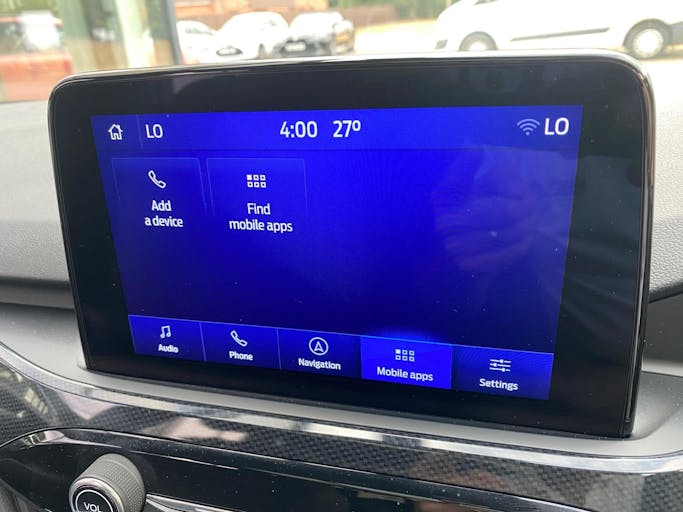 LO 4:00 27º LO
Add
a device
Find
mobile apps
Audio Phone Navigation Mobile apps Settings
VOL